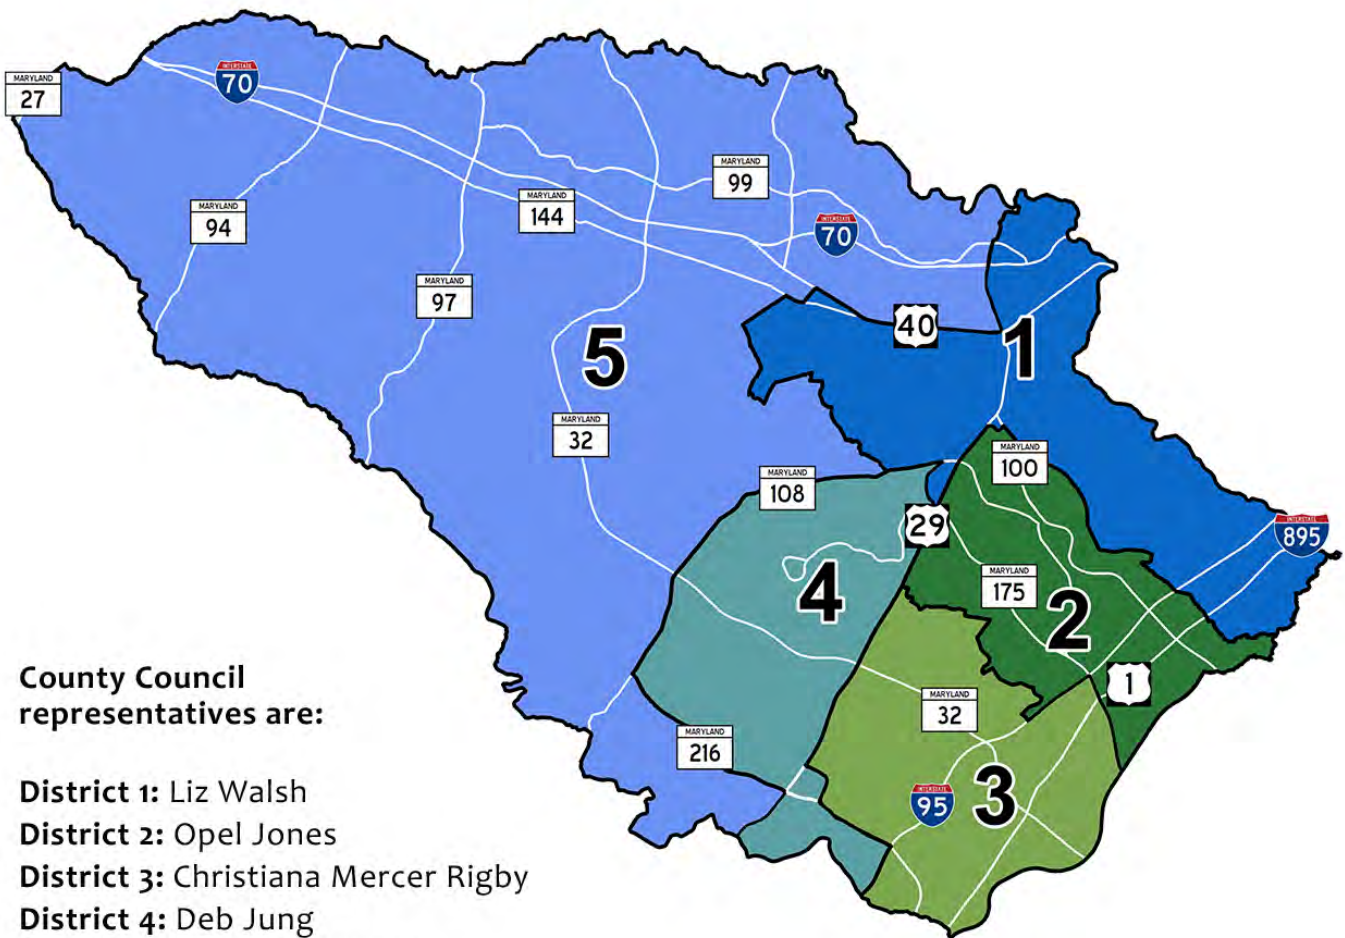 MARYLAND
27
INTERSTATE
70
MARYLAND
94
MARYLAND
97
MARYLAND
144
MARYLAND
99
INTERSTATE
70
40
1
5
MARYLAND
32
MARYLAND
108
MARYLAND
100
29
INTERSTATE
895
4
MARYLAND
175
2
1
MARYLAND
32
MARYLAND
216
INTERSTATE
95
3
County Council
representatives are:
District 1: Liz Walsh
District 2: Opel Jones
District 3: Christiana Mercer Rigby
District 4: Deb Jung